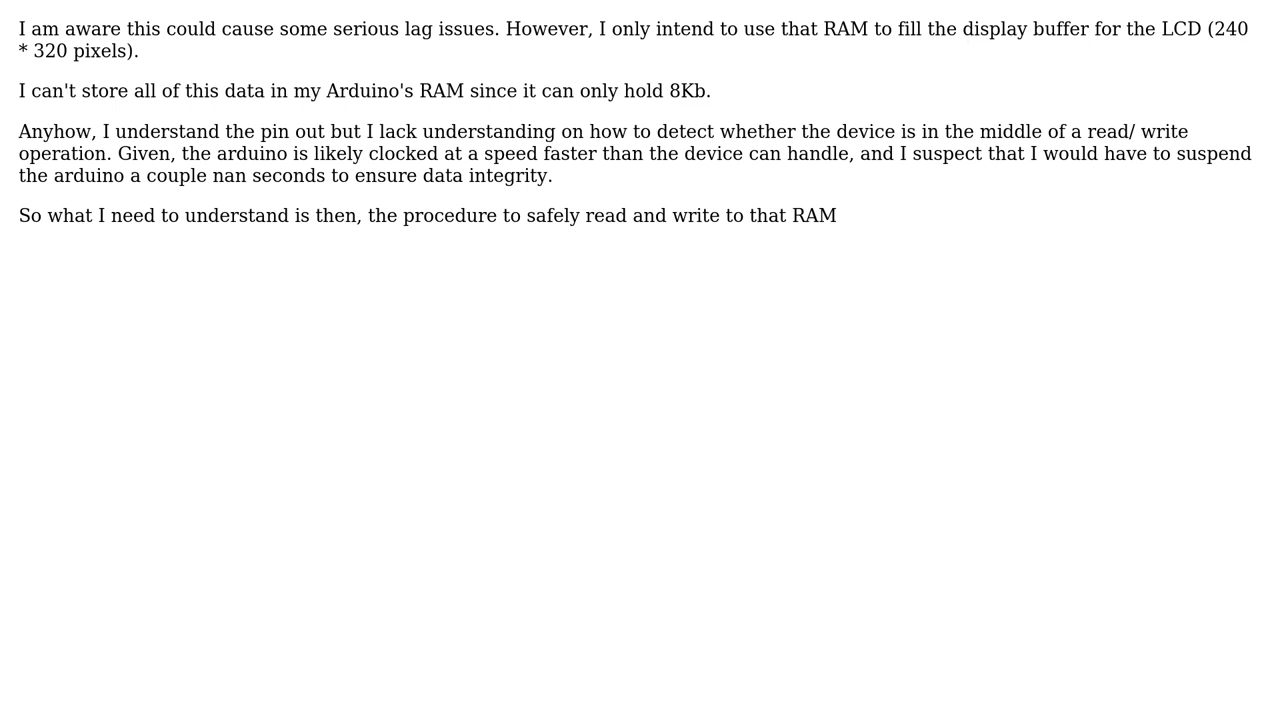 I am aware this could cause some serious lag issues. However, I only intend to use that RAM to fill the display buffer for the LCD (240
* 320 pixels).
I can't store all of this data in my Arduino's RAM since it can only hold 8Kb.
Anyhow, I understand the pin out but I lack understanding on how to detect whether the device is in the middle of a read/ write
operation. Given, the arduino is likely clocked at a speed faster than the device can handle, and I suspect that I would have to suspend
the arduino a couple nan seconds to ensure data integrity.
So what I need to understand is then, the procedure to safely read and write to that RAM